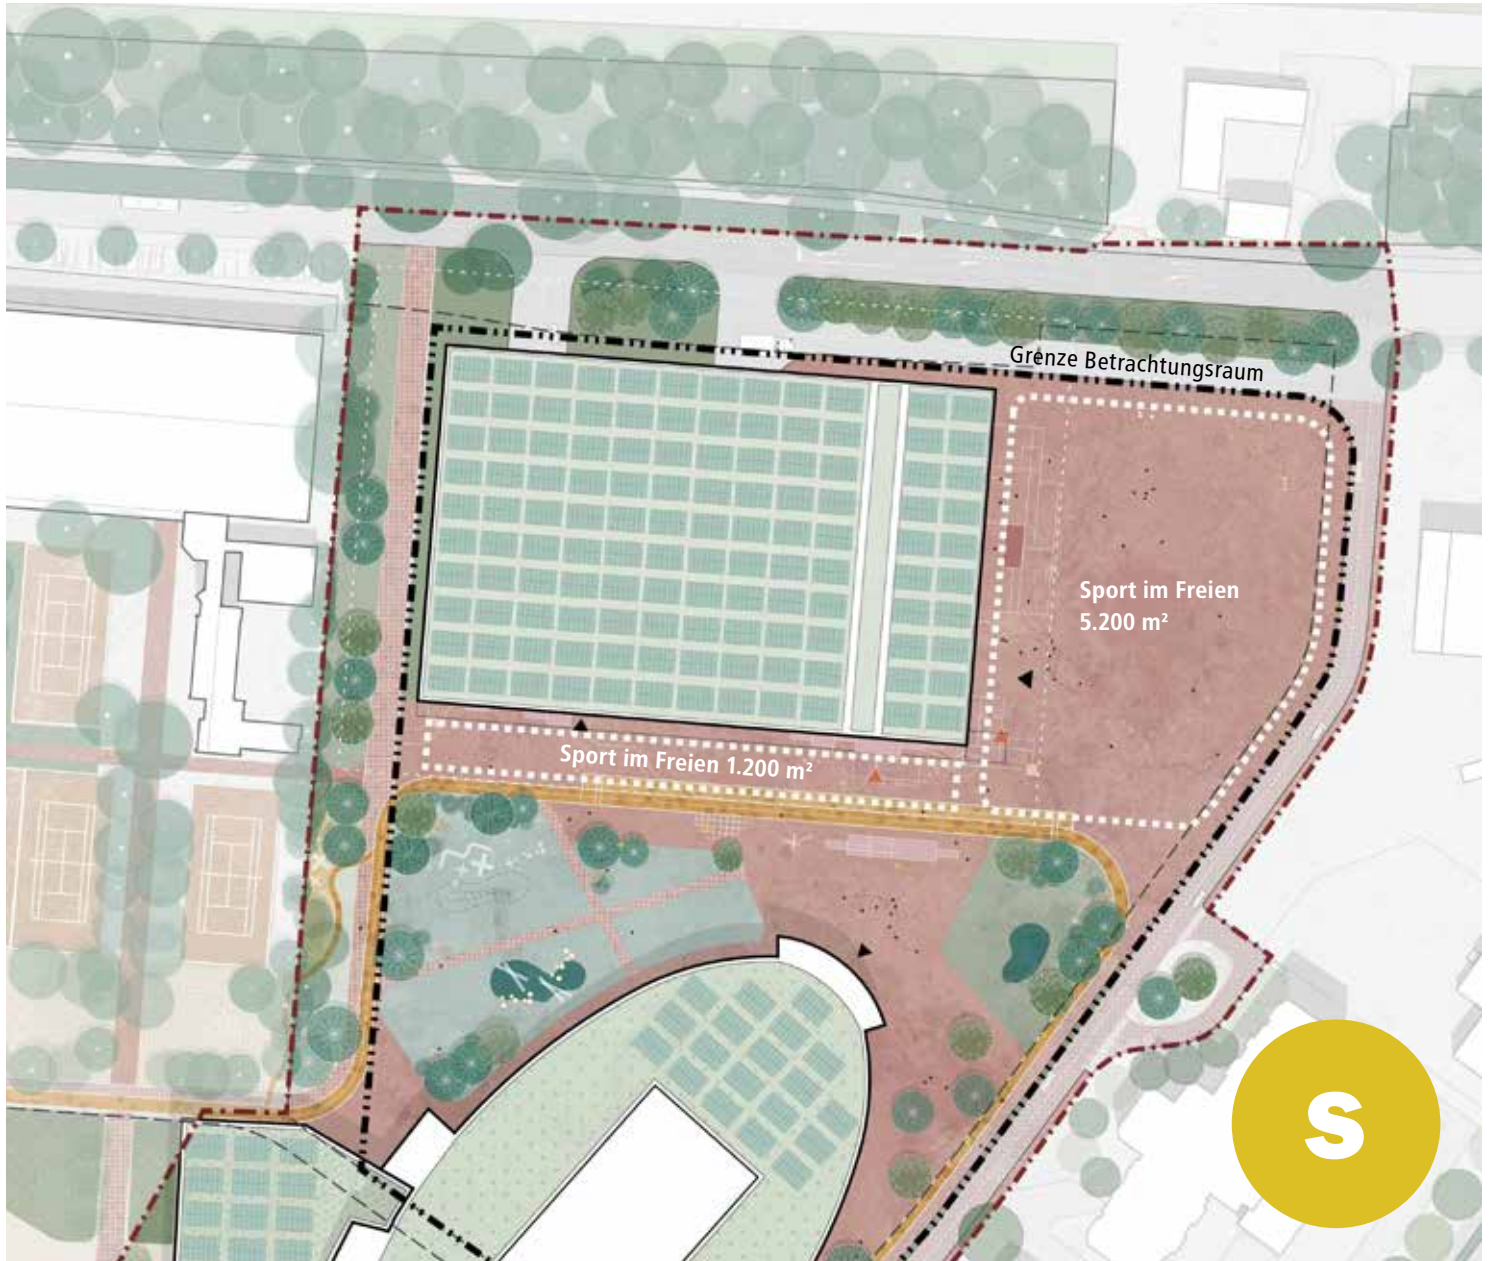 Grenze Betrachtungsraum
Sport im Freien
5.200 m²
Sport im Freien 1.200 m²
S